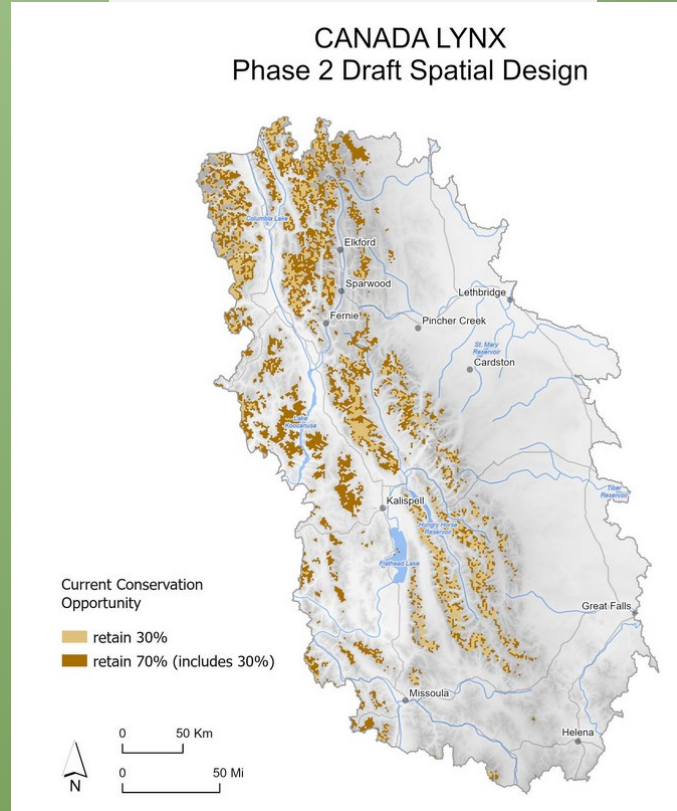 CANADA LYNX
Phase 2 Draft Spatial Design
Columbia Lake
Elkford
Sparwood
Lethbridge
Fernie
Pincher Creek
St. Mary
Reservoir
Cardston
Lake
Koocanusa
Tiber
Reservoir
Kalispell
Hungry Horse
Reservoir
Flathead Lake
Current Conservation
Opportunity
retain 30%
retain 70% (includes 30%)
Great Falls
Missoula
Helena
0 50 Km
0 50 Mi
N